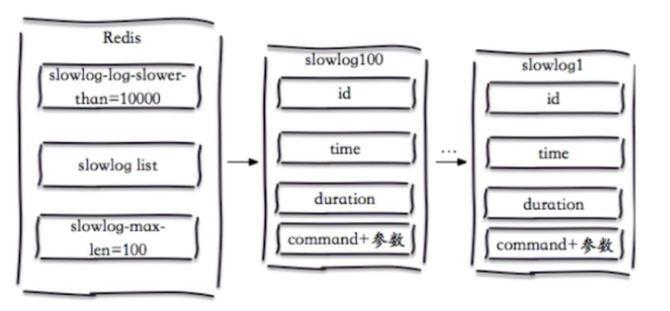 Redis
slowlog-log-slower-
than=10000
slowlog list
slowlog-max-
len=100
slowlog100
id
time
duration
command+参数
...
slowlog1
id
time
duration
command+参数